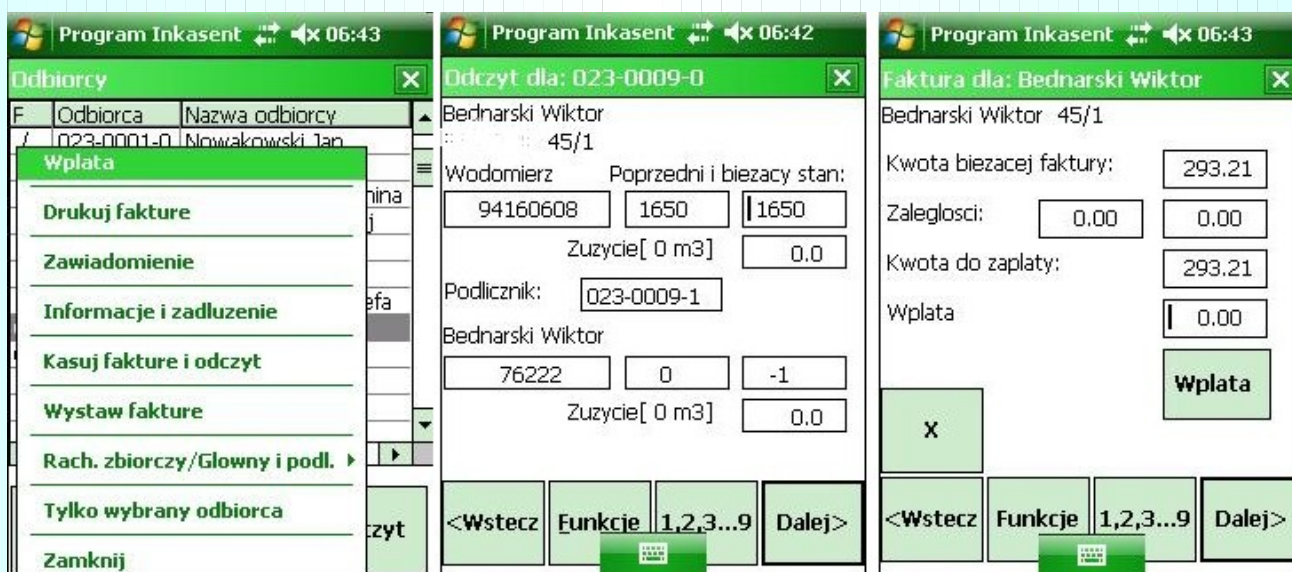 Program Inkasent 06:43
Odbiorcy X
F Odbiorca Nazwa odbiorcy
/ 023-0001-0 Nowakowski Jan
Wplata
Drukuj fakture
Zawiadomienie
Informacje i zadluzenie
Kasuj fakture i odczyt
Wystaw fakture
Rach. zbiorczy/Glowny i podl.
Tylko wybrany odbiorca
Zamknij
mina
j
efa
czyt
Program Inkasent 06:42
Odczyt dla: 023-0009-0 X
Bednarski Wiktor
45/1
Wodomierz Poprzedni i biezacy stan:
94160608 1650 1650
Zuzycie[ 0 m3] 0.0
Podlicznik: 023-0009-1
Bednarski Wiktor
76222 0 -1
Zuzycie[ 0 m3] 0.0
<Wstecz Funkcje 1,2,3...9 Dalej>
Program Inkasent 06:43
Faktura dla: Bednarski Wiktor X
Bednarski Wiktor 45/1
Kwota biezacej faktury: 293.21
Zaleglosci: 0.00 0.00
Kwota do zaplaty: 293.21
Wplata 0.00
Wplata
X
<Wstecz Funkcje 1,2,3...9 Dalej>